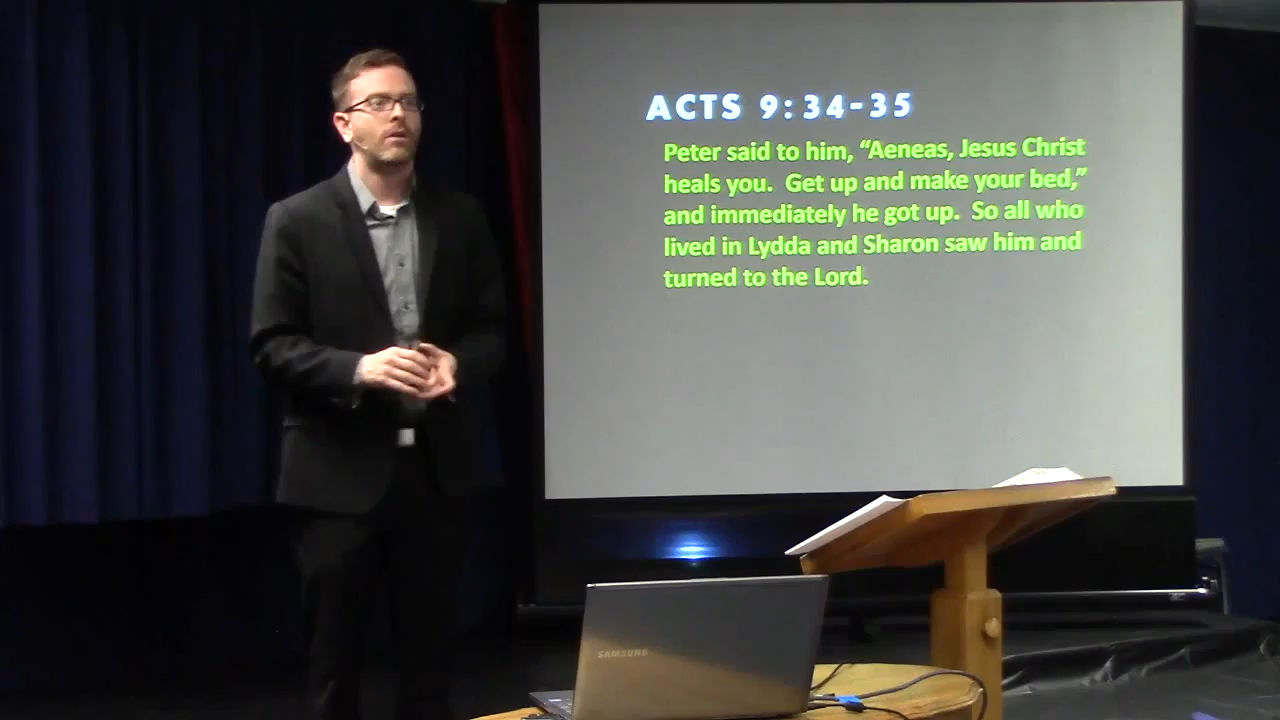 ACTS 9:34-35
Peter said to him, “Aeneas, Jesus Christ
heals you.  Get up and make your bed,”
and immediately he got up.  So all who
lived in Lydda and Sharon saw him and
turned to the Lord.
SAMSUNG